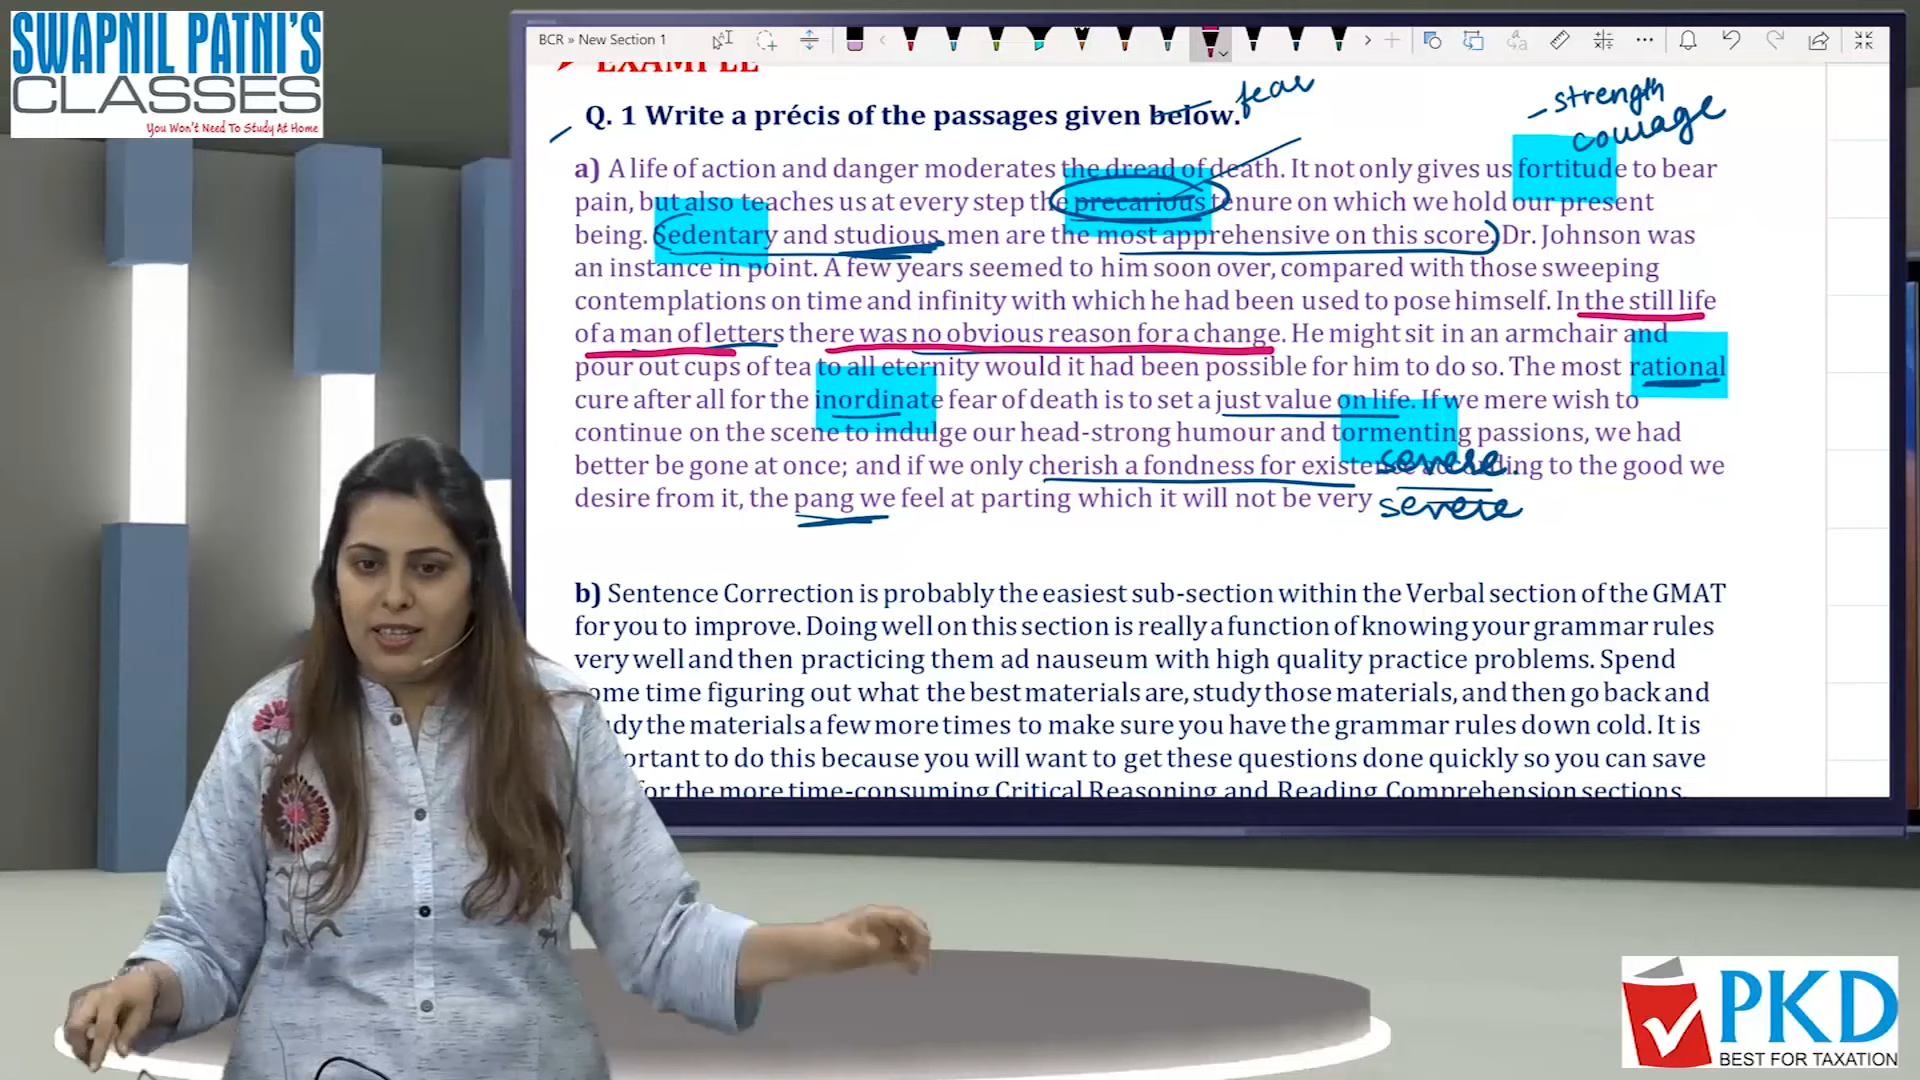 SWAPNIL PATNI'S
CLASSES
You Won't Need To Study At Home
BCR » New Section 1
EXAMPLE
Q. 1 Write a précis of the passages given below.
fear
strength
courage
a) A life of action and danger moderates the dread of death. It not only gives us fortitude to bear
pain, but also teaches us at every step the precarious tenure on which we hold our present
being. Sedentary and studious men are the most apprehensive on this score. Dr. Johnson was
an instance in point. A few years seemed to him soon over, compared with those sweeping
contemplations on time and infinity with which he had been used to pose himself. In the still life
of a man of letters there was no obvious reason for a change. He might sit in an armchair and
pour out cups of tea to all eternity would it had been possible for him to do so. The most rational
cure after all for the inordinate fear of death is to set a just value on life. If we mere wish to
continue on the scene to indulge our head-strong humour and tormenting passions, we had
better be gone at once; and if we only cherish a fondness for existence according to the good we
severe.
desire from it, the pang we feel at parting which it will not be very severe
b) Sentence Correction is probably the easiest sub-section within the Verbal section of the GMAT
for you to improve. Doing well on this section is really a function of knowing your grammar rules
very well and then practicing them ad nauseum with high quality practice problems. Spend
ome time figuring out what the best materials are, study those materials, and then go back and
dy the materials a few more times to make sure you have the grammar rules down cold. It is
ortant to do this because you will want to get these questions done quickly so you can save
for the more time-consuming Critical Reasoning and Reading Comprehension sections.
PKD
BEST FOR TAXATION